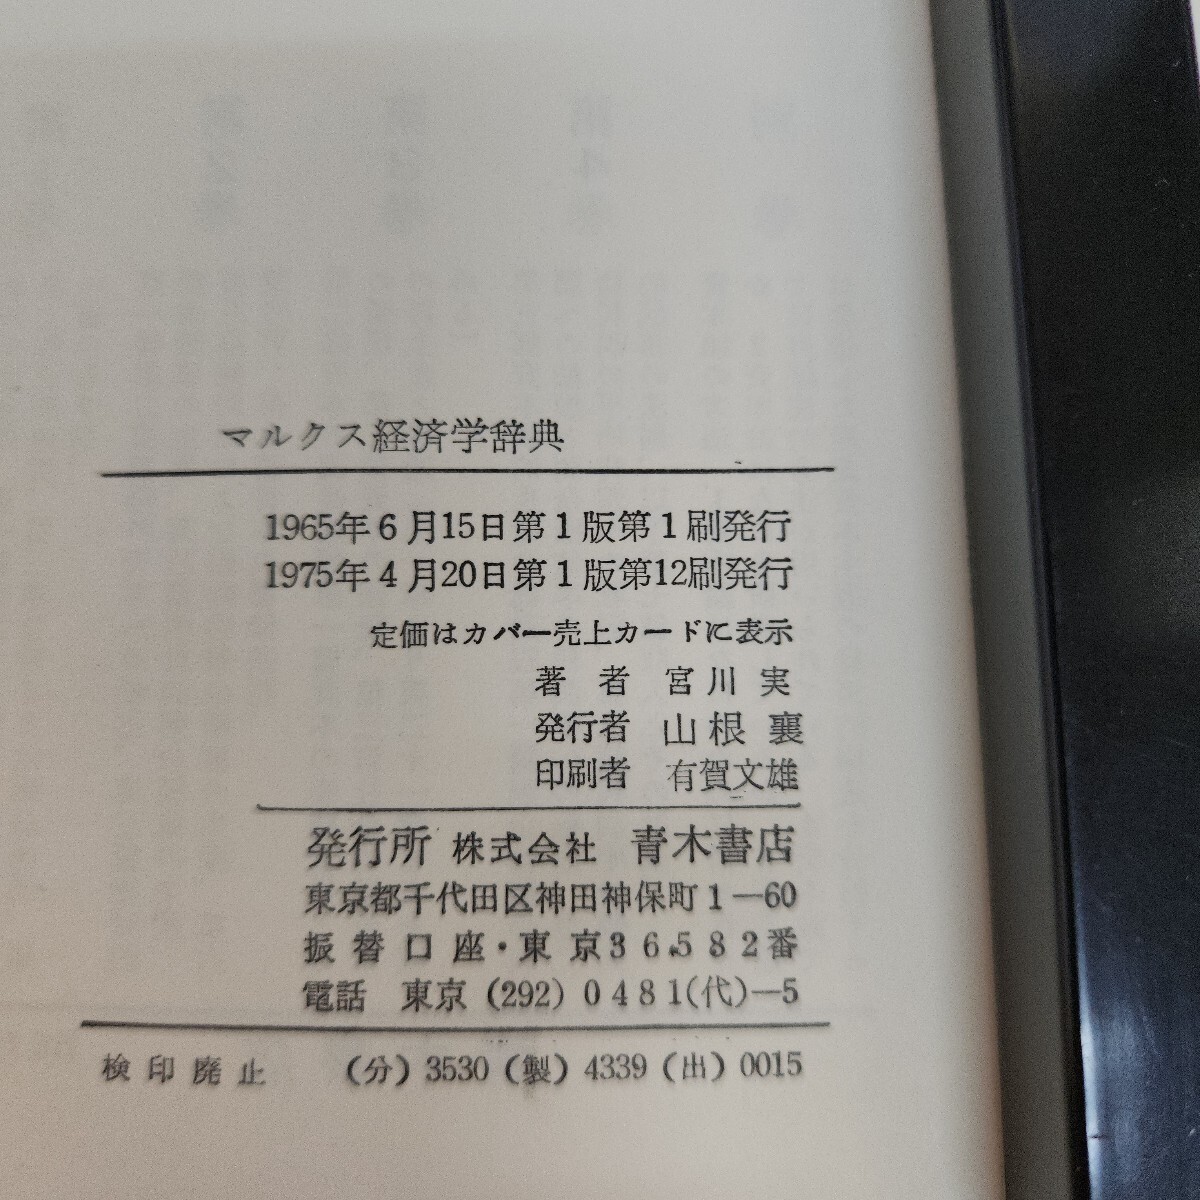 マルクス経済学辞典
1965年6月15日第1版第1刷発行
1975年4月20日第1版第12刷発行
定価はカバー売上カードに表示
著者 宮川実
発行者 山根襄
印刷者 有賀文雄
発行所 株式会社 青木書店
東京都千代田区神田神保町1—60
振替口座・東京36.582番
電話 東京(292)0481(代)—5
検印廃止 (分)3530(製)4339(出)0015